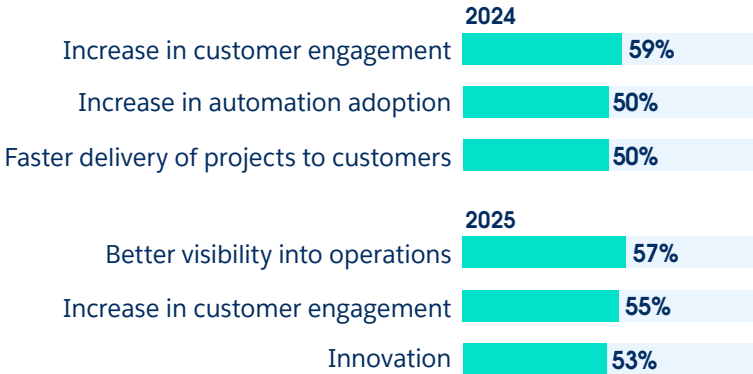 2024
Increase in customer engagement 59%
Increase in automation adoption 50%
Faster delivery of projects to customers 50%
2025
Better visibility into operations 57%
Increase in customer engagement 55%
Innovation 53%